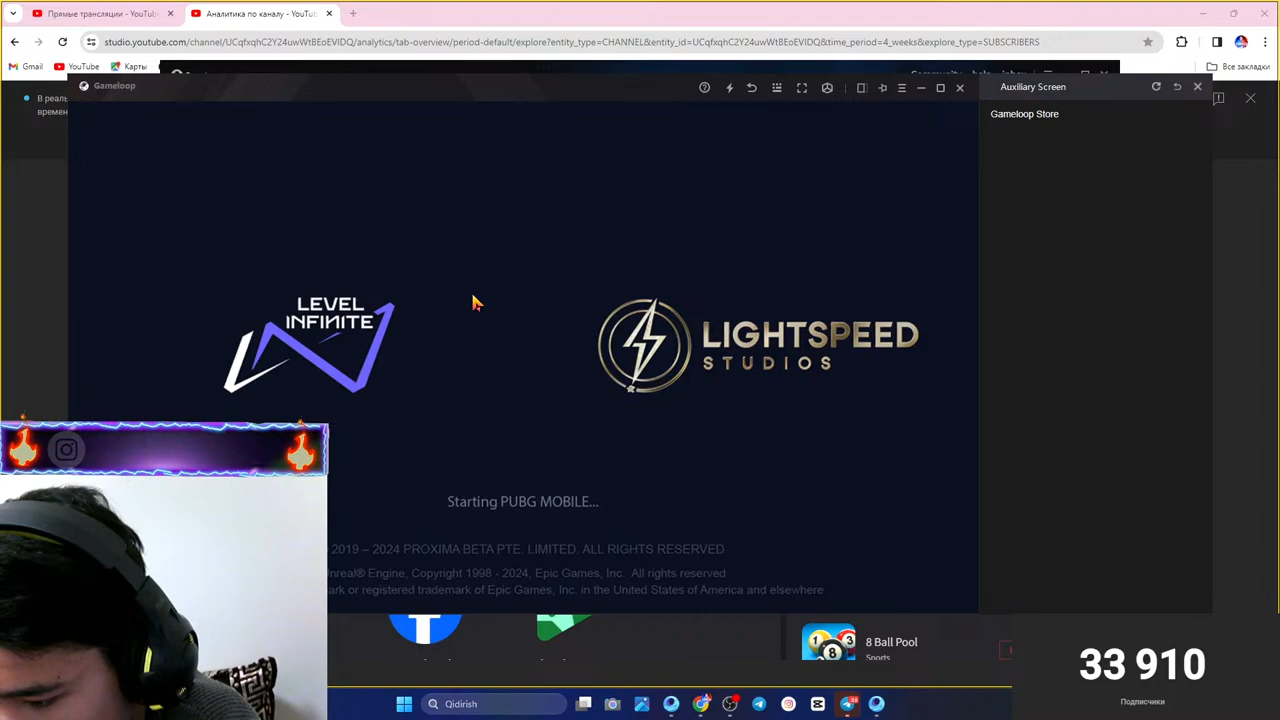 Прямые трансляции - YouTu
Аналитика по каналу - YouTub
studio.youtube.com/channel/UCqfxqhC2Y24uwWtBEoEVIDQ/analytics/tab-overview/period-default/explore?entity_type=CHANNEL&entity_id=UCqfxqhC2Y24uwWtBEoEVIDQ&time_period=4_weeks&explore_type=SUBSCRIBERS
Gmail
YouTube
Карты
Все закладки
В реаль
времен
Gameloop
Auxiliary Screen
Gameloop Store
LEVEL
INFINITE
LIGHTSPEED
STUDIOS
Starting PUBG MOBILE...
2019 – 2024 PROXIMA BETA PTE. LIMITED. ALL RIGHTS RESERVED
nreal® Engine, Copyright 1998 - 2024, Epic Games, Inc. All rights reserved
ark or registered trademark of Epic Games, Inc. in the United States of America and elsewhere
8 Ball Pool
Sports
33 910
Подписчики
Qidirish